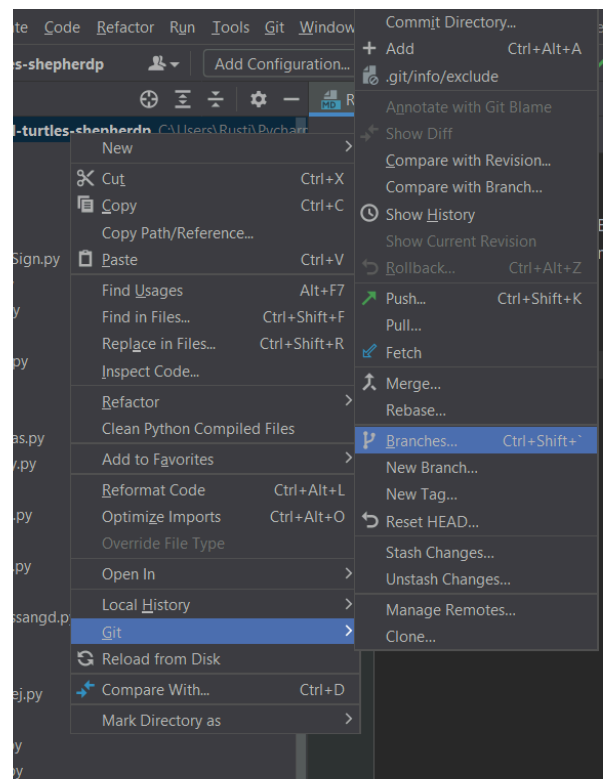 te Code Refactor Run Tools Git Window
s-shepherdp Add Configuration...
MD R
l-turtles-shepherdp C:\Users\Rusti\Pycharm
New
Cut Ctrl+X
Copy Ctrl+C
Copy Path/Reference...
Paste Ctrl+V
Find Usages Alt+F7
Find in Files... Ctrl+Shift+F
Replace in Files... Ctrl+Shift+R
Inspect Code...
Refactor
Clean Python Compiled Files
Add to Favorites
Reformat Code Ctrl+Alt+L
Optimize Imports Ctrl+Alt+O
Override File Type
Open In
Local History
Git
Reload from Disk
Compare With... Ctrl+D
Mark Directory as
Sign.py
y
py
as.py
y.py
.py
.py
ssangd.p
ej.py
y
y
Commit Directory...
Add Ctrl+Alt+A
.git/info/exclude
Annotate with Git Blame
Show Diff
Compare with Revision...
Compare with Branch...
Show History
Show Current Revision
Rollback... Ctrl+Alt+Z
Push... Ctrl+Shift+K
Pull...
Fetch
Merge...
Rebase...
Branches... Ctrl+Shift+`
New Branch...
New Tag...
Reset HEAD...
Stash Changes...
Unstash Changes...
Manage Remotes...
Clone...